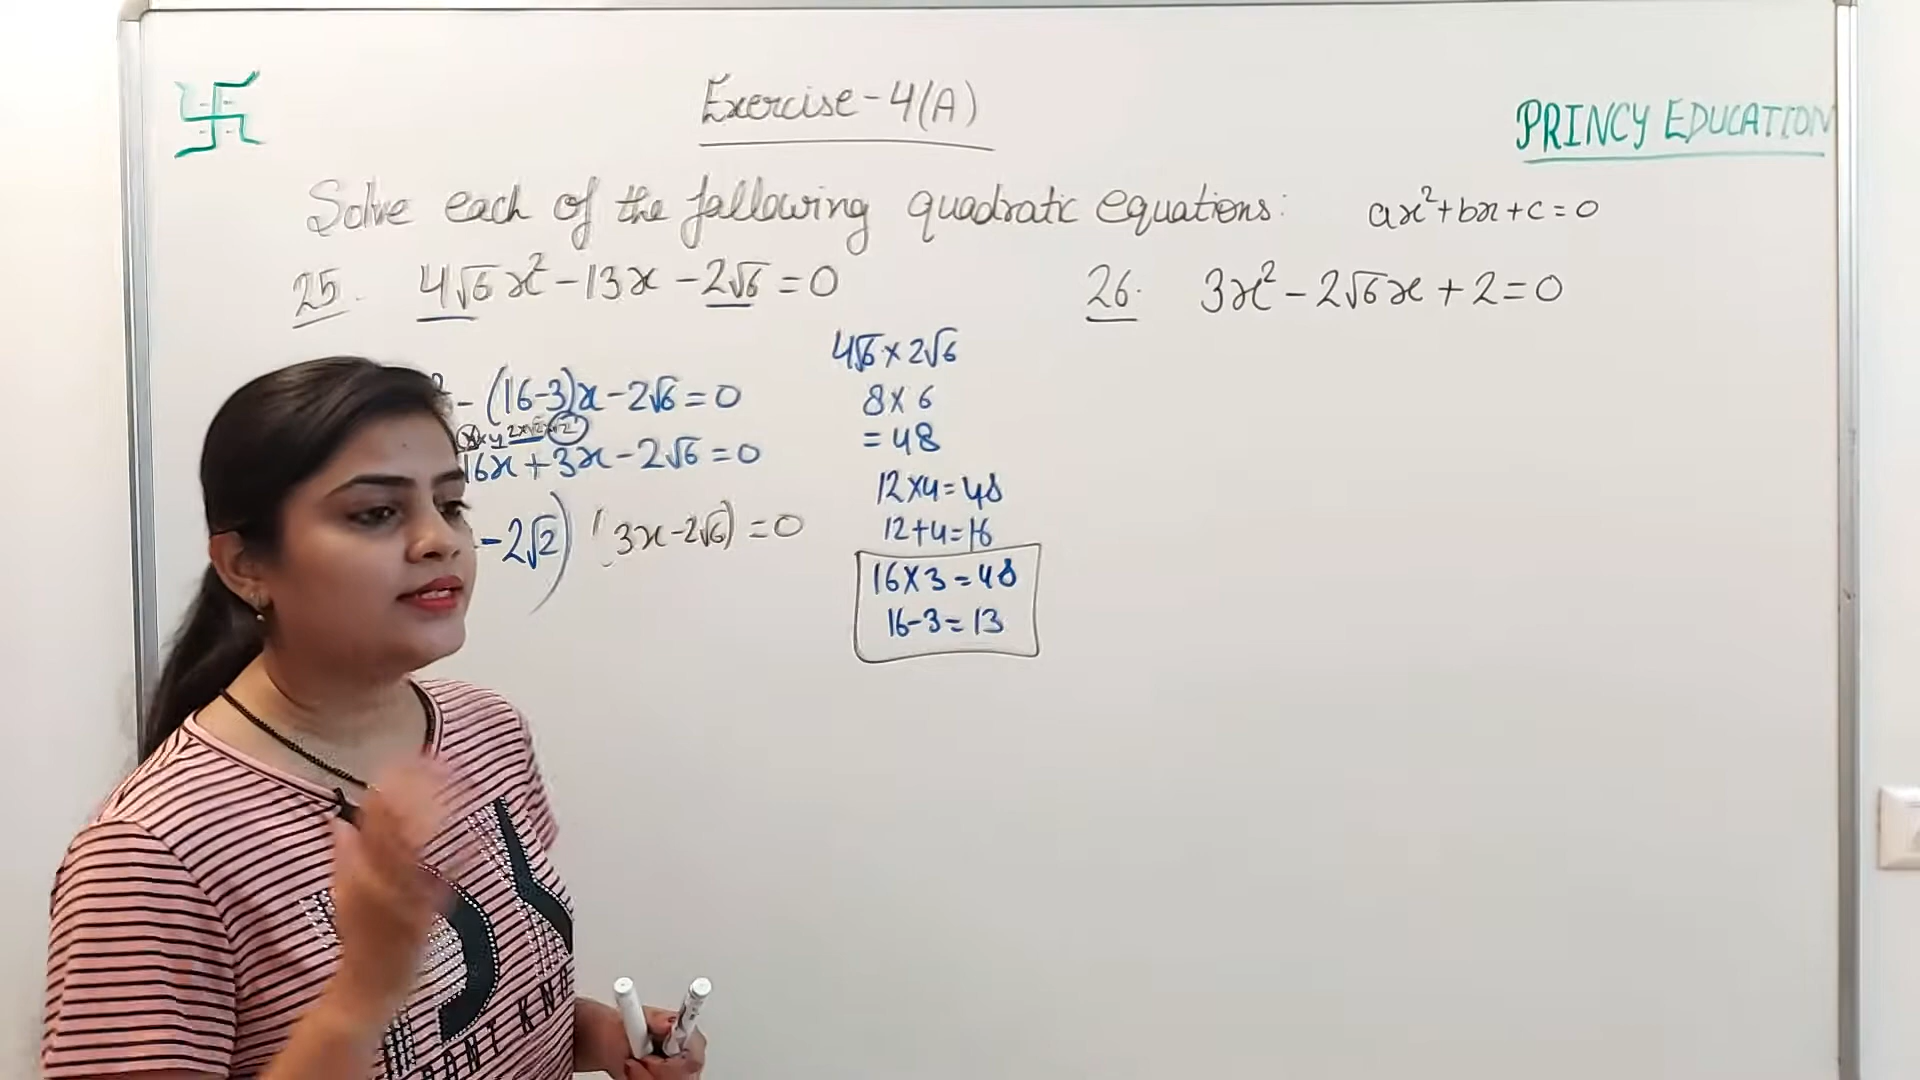 Exercise-4(A)
PRINCY EDUCATION
Solve each of the following quadratic equations: ax²+bx+c=0
25. 4√6x²-13x-2√6=0
26. 3x²-2√6x+2=0
4√6×2√6
8×6
=48
12×4=48
12+4=16
16×3=48
16-3=13
-(16-3)x-2√6=0
16x+3x-2√6=0
-2√2) (3x-2√6)=0